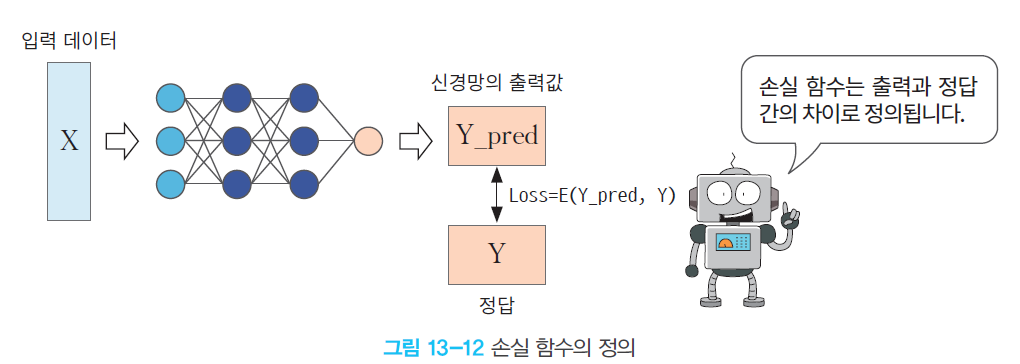 입력 데이터
X
신경망의 출력값
Y_pred
Loss=E(Y_pred, Y)
Y
정답
손실 함수는 출력과 정답
간의 차이로 정의됩니다.
그림 13-12 손실 함수의 정의